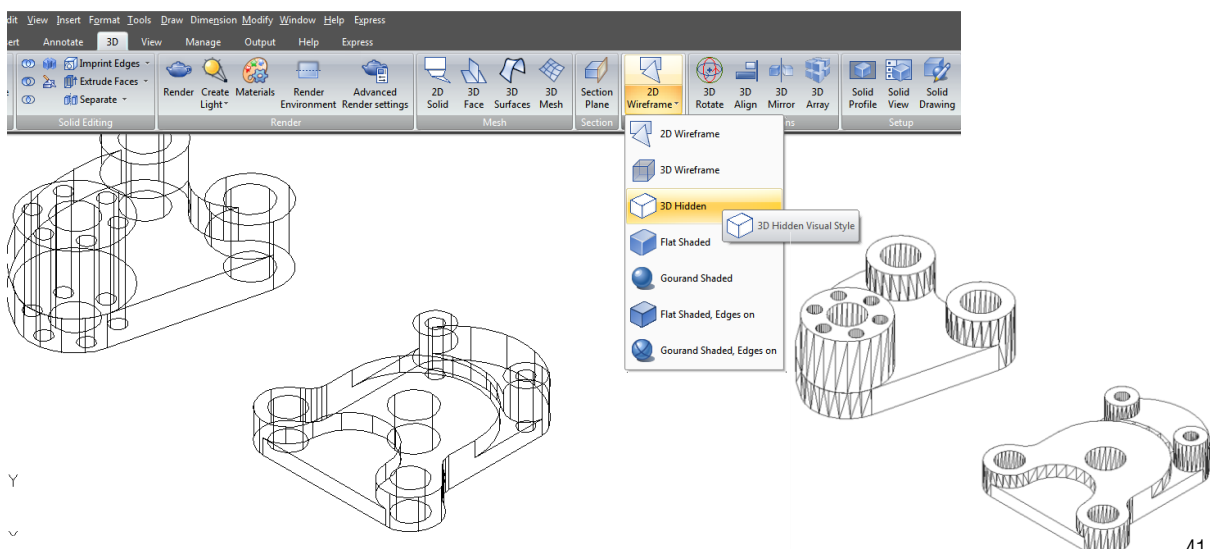 dit View Insert Format Tools Draw Dimension Modify Window Help Express
ert Annotate 3D View Manage Output Help Express
Imprint Edges
Extrude Faces
Separate
Solid Editing
Render Create Light Materials Render Environment Advanced Render settings
Render
2D Solid 3D Face 3D Surfaces 3D Mesh
Mesh
Section Plane
Section
2D Wireframe
3D Rotate 3D Align 3D Mirror 3D Array
ns
Solid Profile Solid View Solid Drawing
Setup
2D Wireframe
3D Wireframe
3D Hidden
3D Hidden Visual Style
Flat Shaded
Gourand Shaded
Flat Shaded, Edges on
Gourand Shaded, Edges on
Y
41